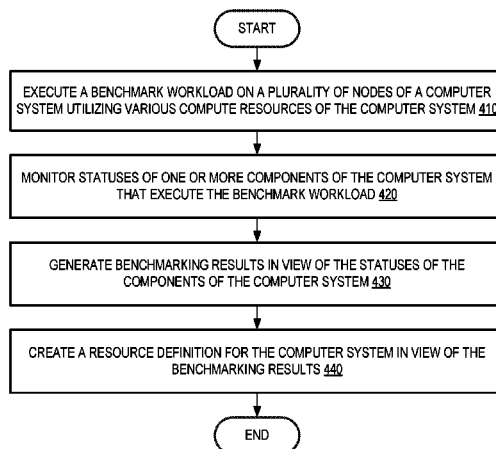 START
EXECUTE A BENCHMARK WORKLOAD ON A PLURALITY OF NODES OF A COMPUTER
SYSTEM UTILIZING VARIOUS COMPUTE RESOURCES OF THE COMPUTER SYSTEM 410
MONITOR STATUSES OF ONE OR MORE COMPONENTS OF THE COMPUTER SYSTEM
THAT EXECUTE THE BENCHMARK WORKLOAD 420
GENERATE BENCHMARKING RESULTS IN VIEW OF THE STATUSES OF THE
COMPONENTS OF THE COMPUTER SYSTEM 430
CREATE A RESOURCE DEFINITION FOR THE COMPUTER SYSTEM IN VIEW OF THE
BENCHMARKING RESULTS 440
END